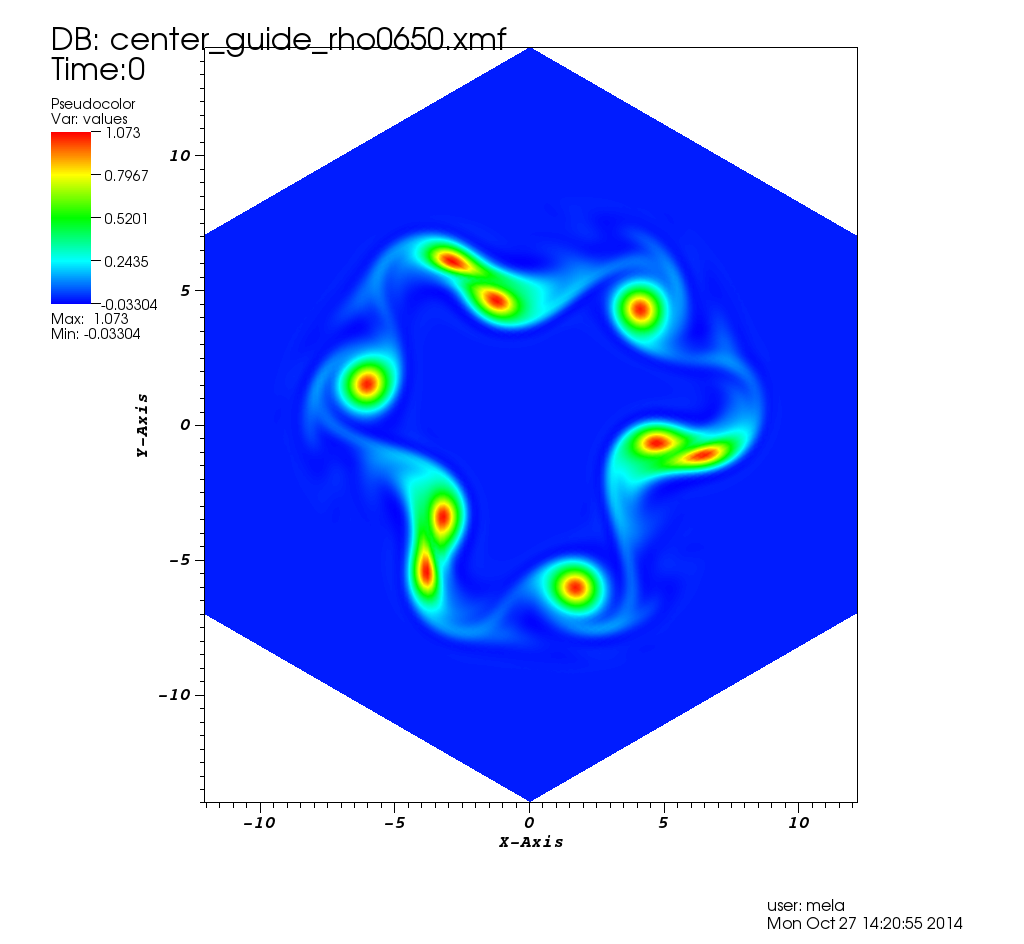 DB: center_guide_rho0650.xmf
Time:0
Pseudocolor
Var: values
1.073
0.7967
0.5201
0.2435
-0.03304
Max: 1.073
Min: -0.03304
10
5
0
-5
-10
Y-Axis
-10
-5
0
5
10
X-Axis
user: mela
Mon Oct 27 14:20:55 2014